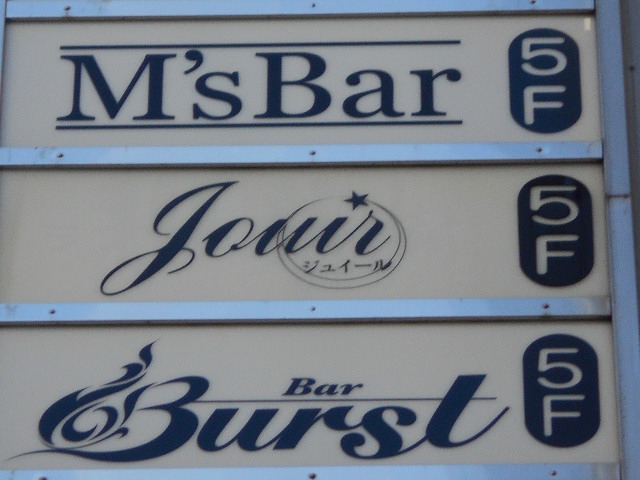 M'sBar
5F
Jouir
ジュイール
5F
Bar
Burst
5F